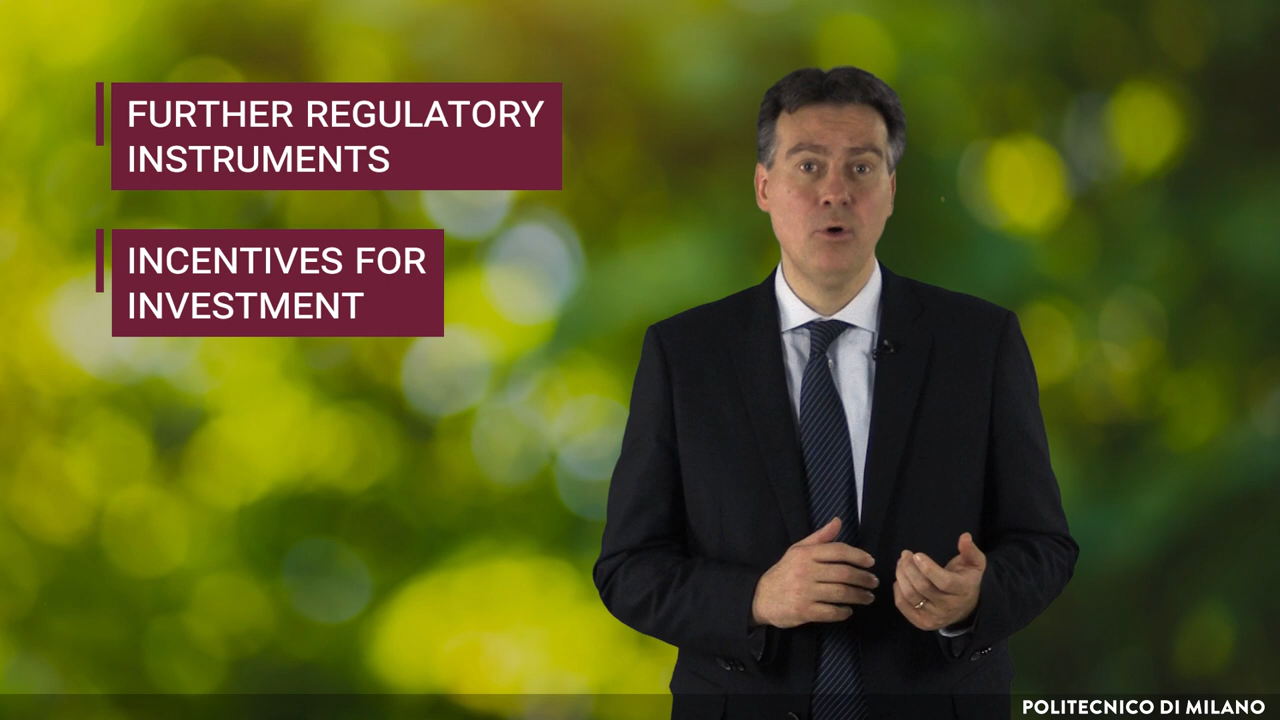 FURTHER REGULATORY
INSTRUMENTS
INCENTIVES FOR
INVESTMENT
POLITECNICO DI MILANO